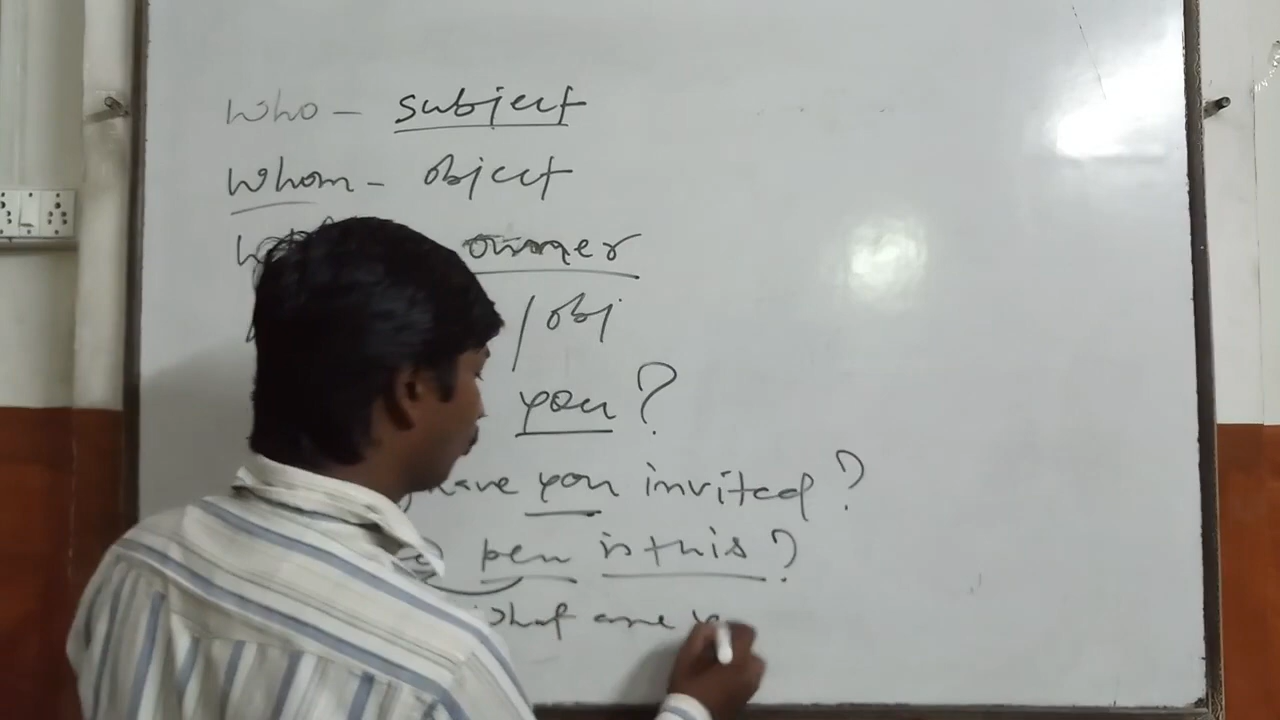 who - subject
whom - object
owner
/ obj
you ?
have you invited ?
pen is this ?
what are